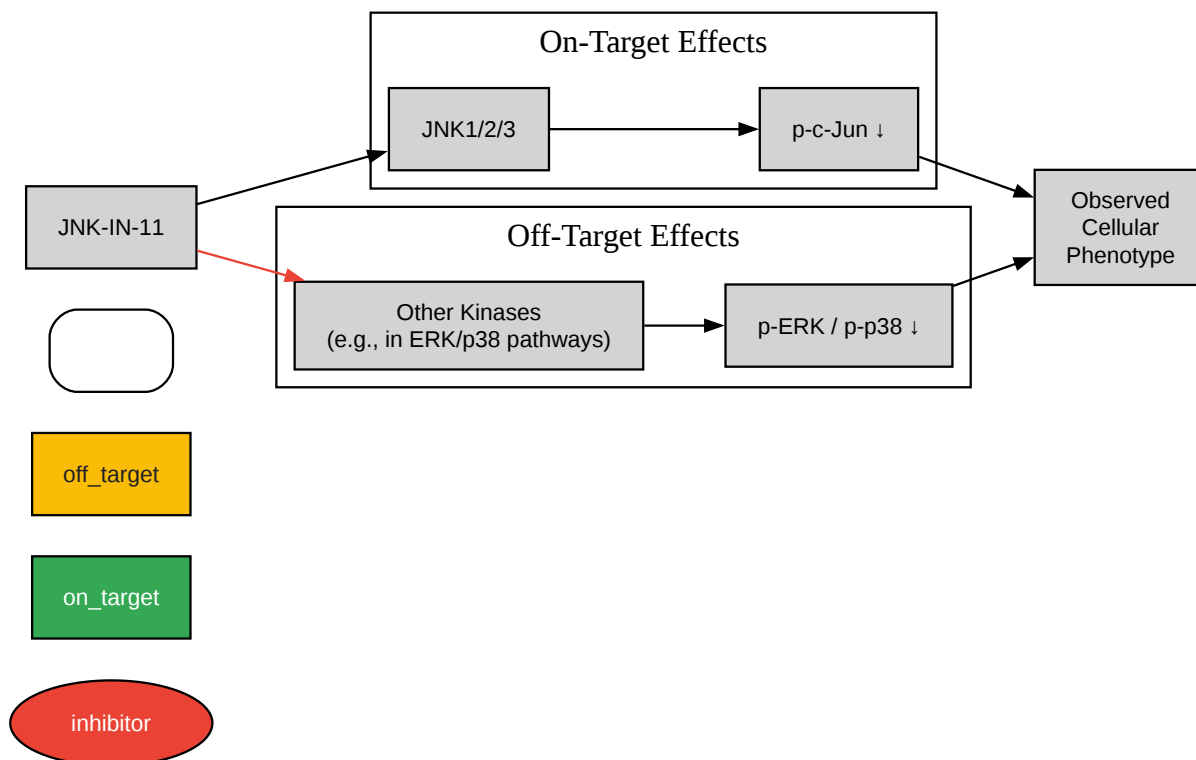 On-Target Effects
JNK1/2/3
p-c-Jun ↓
JNK-IN-11
Observed
Cellular
Phenotype
Off-Target Effects
Other Kinases
(e.g., in ERK/p38 pathways)
p-ERK / p-p38 ↓
off_target
on_target
inhibitor